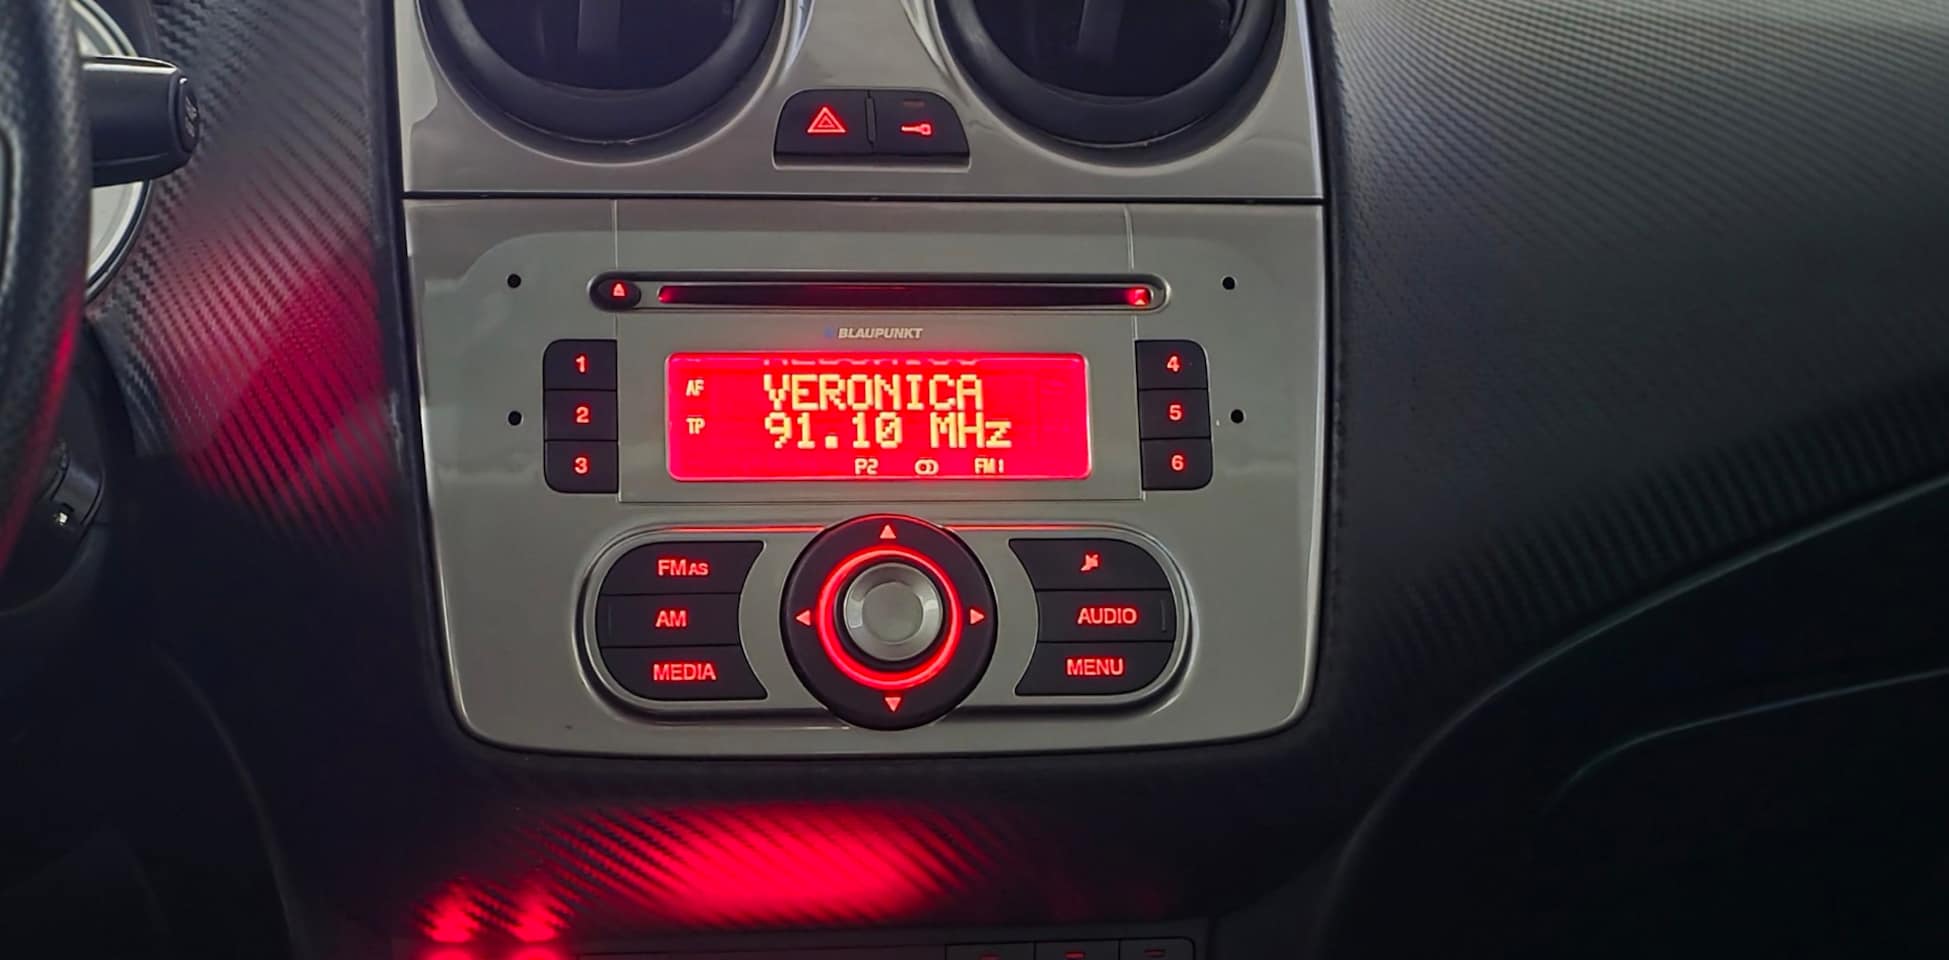 BLAUPUNKT
1
2
3
AF
VERONICA
TP
91.10 MHz
P2
FM1
4
5
6
FMAS
AM
MEDIA
AUDIO
MENU